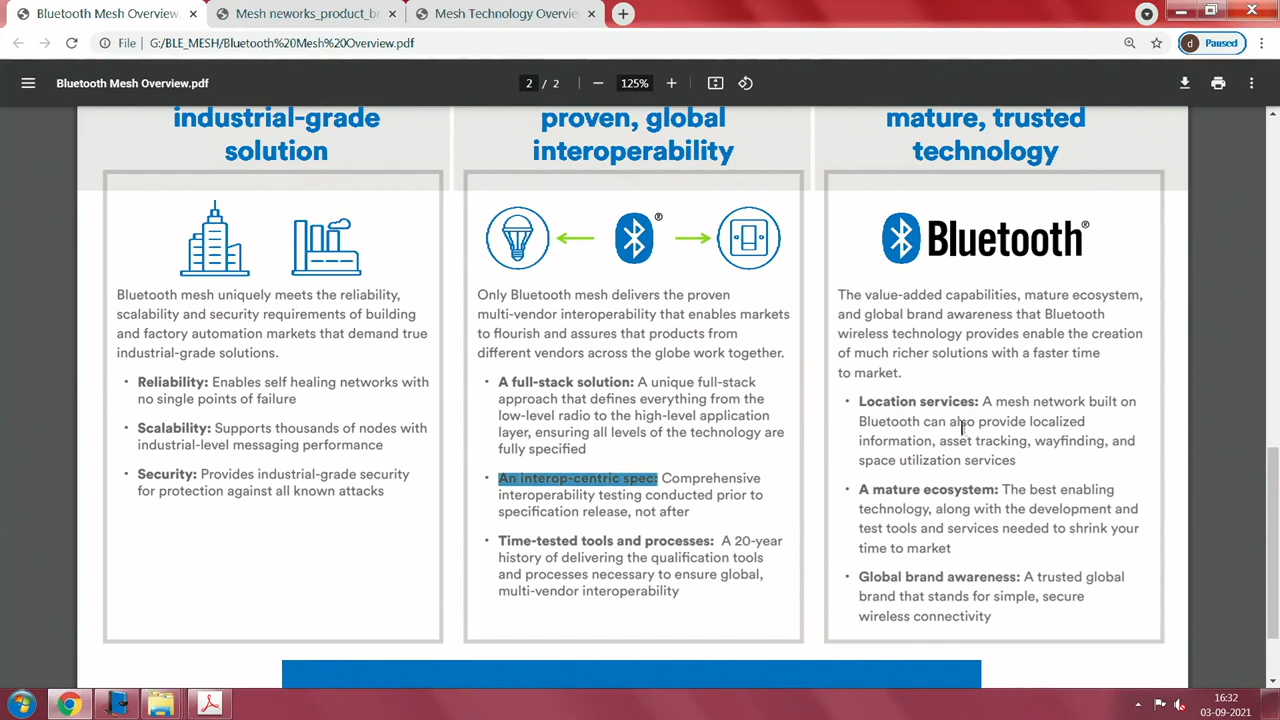 Bluetooth Mesh Overview.
Mesh neworks_product_br
Mesh Technology Overvie
File
G:/BLE_MESH/Bluetooth%20Mesh%20Overview.pdf
d
Paused
Bluetooth Mesh Overview.pdf
2 / 2
125%
industrial-grade
solution
Bluetooth mesh uniquely meets the reliability,
scalability and security requirements of building
and factory automation markets that demand true
industrial-grade solutions.
• Reliability: Enables self healing networks with
no single points of failure
• Scalability: Supports thousands of nodes with
industrial-level messaging performance
• Security: Provides industrial-grade security
for protection against all known attacks
proven, global
interoperability
®
Only Bluetooth mesh delivers the proven
multi-vendor interoperability that enables markets
to flourish and assures that products from
different vendors across the globe work together.
• A full-stack solution: A unique full-stack
approach that defines everything from the
low-level radio to the high-level application
layer, ensuring all levels of the technology are
fully specified
• An interop-centric spec: Comprehensive
interoperability testing conducted prior to
specification release, not after
• Time-tested tools and processes: A 20-year
history of delivering the qualification tools
and processes necessary to ensure global,
multi-vendor interoperability
mature, trusted
technology
Bluetooth®
The value-added capabilities, mature ecosystem,
and global brand awareness that Bluetooth
wireless technology provides enable the creation
of much richer solutions with a faster time
to market.
• Location services: A mesh network built on
Bluetooth can also provide localized
information, asset tracking, wayfinding, and
space utilization services
• A mature ecosystem: The best enabling
technology, along with the development and
test tools and services needed to shrink your
time to market
• Global brand awareness: A trusted global
brand that stands for simple, secure
wireless connectivity
16:32
03-09-2021